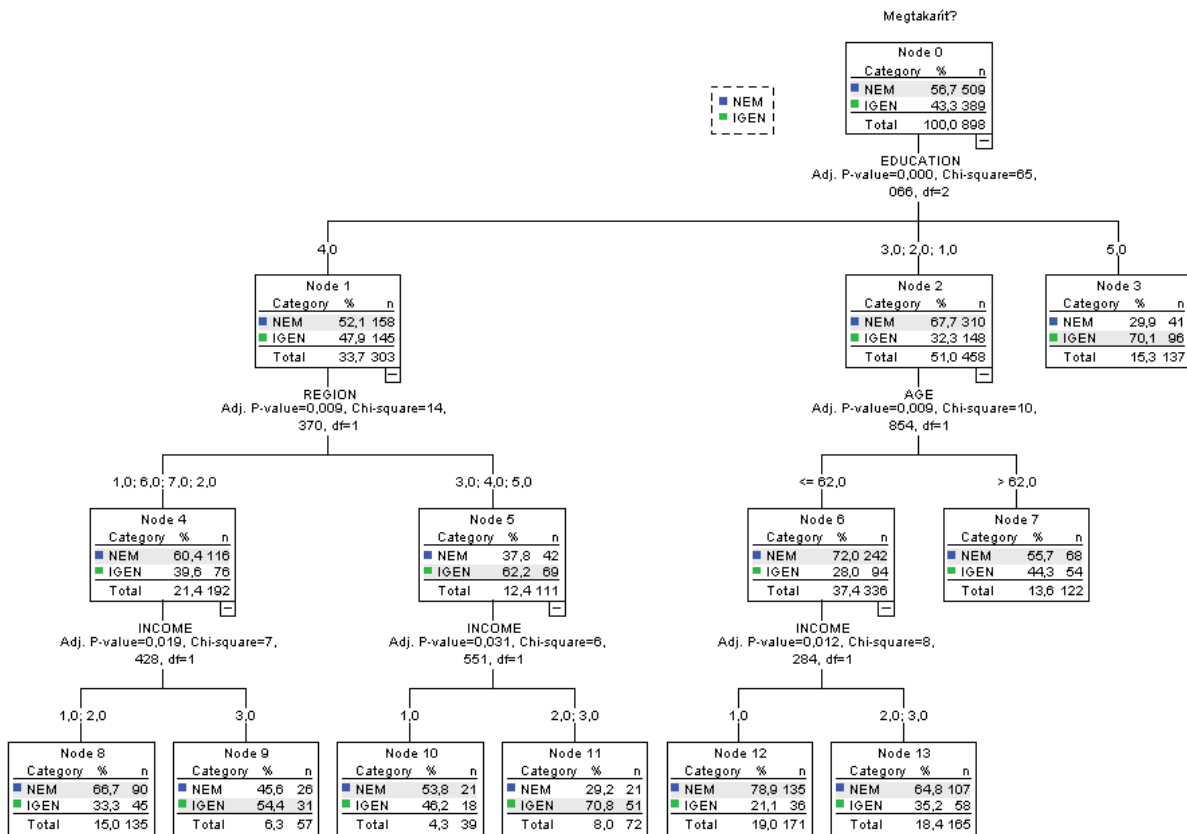 Megtakarít?
Node 0
Category % n
NEM 56,7 509
IGEN 43,3 389
Total 100,0 898
NEM
IGEN
EDUCATION
Adj. P-value=0,000, Chi-square=65,
066, df=2
4,0
3,0; 2,0; 1,0
5,0
Node 1
Category % n
NEM 52,1 158
IGEN 47,9 145
Total 33,7 303
Node 2
Category % n
NEM 67,7 310
IGEN 32,3 148
Total 51,0 458
Node 3
Category % n
NEM 29,9 41
IGEN 70,1 96
Total 15,3 137
REGION
Adj. P-value=0,009, Chi-square=14,
370, df=1
AGE
Adj. P-value=0,009, Chi-square=10,
854, df=1
1,0; 6,0; 7,0; 2,0
3,0; 4,0; 5,0
<= 62,0
> 62,0
Node 4
Category % n
NEM 60,4 116
IGEN 39,6 76
Total 21,4 192
Node 5
Category % n
NEM 37,8 42
IGEN 62,2 69
Total 12,4 111
Node 6
Category % n
NEM 72,0 242
IGEN 28,0 94
Total 37,4 336
Node 7
Category % n
NEM 55,7 68
IGEN 44,3 54
Total 13,6 122
INCOME
Adj. P-value=0,019, Chi-square=7,
428, df=1
INCOME
Adj. P-value=0,031, Chi-square=6,
551, df=1
INCOME
Adj. P-value=0,012, Chi-square=8,
284, df=1
1,0; 2,0
3,0
1,0
2,0; 3,0
1,0
2,0; 3,0
Node 8
Category % n
NEM 66,7 90
IGEN 33,3 45
Total 15,0 135
Node 9
Category % n
NEM 45,6 26
IGEN 54,4 31
Total 6,3 57
Node 10
Category % n
NEM 53,8 21
IGEN 46,2 18
Total 4,3 39
Node 11
Category % n
NEM 29,2 21
IGEN 70,8 51
Total 8,0 72
Node 12
Category % n
NEM 78,9 135
IGEN 21,1 36
Total 19,0 171
Node 13
Category % n
NEM 64,8 107
IGEN 35,2 58
Total 18,4 165